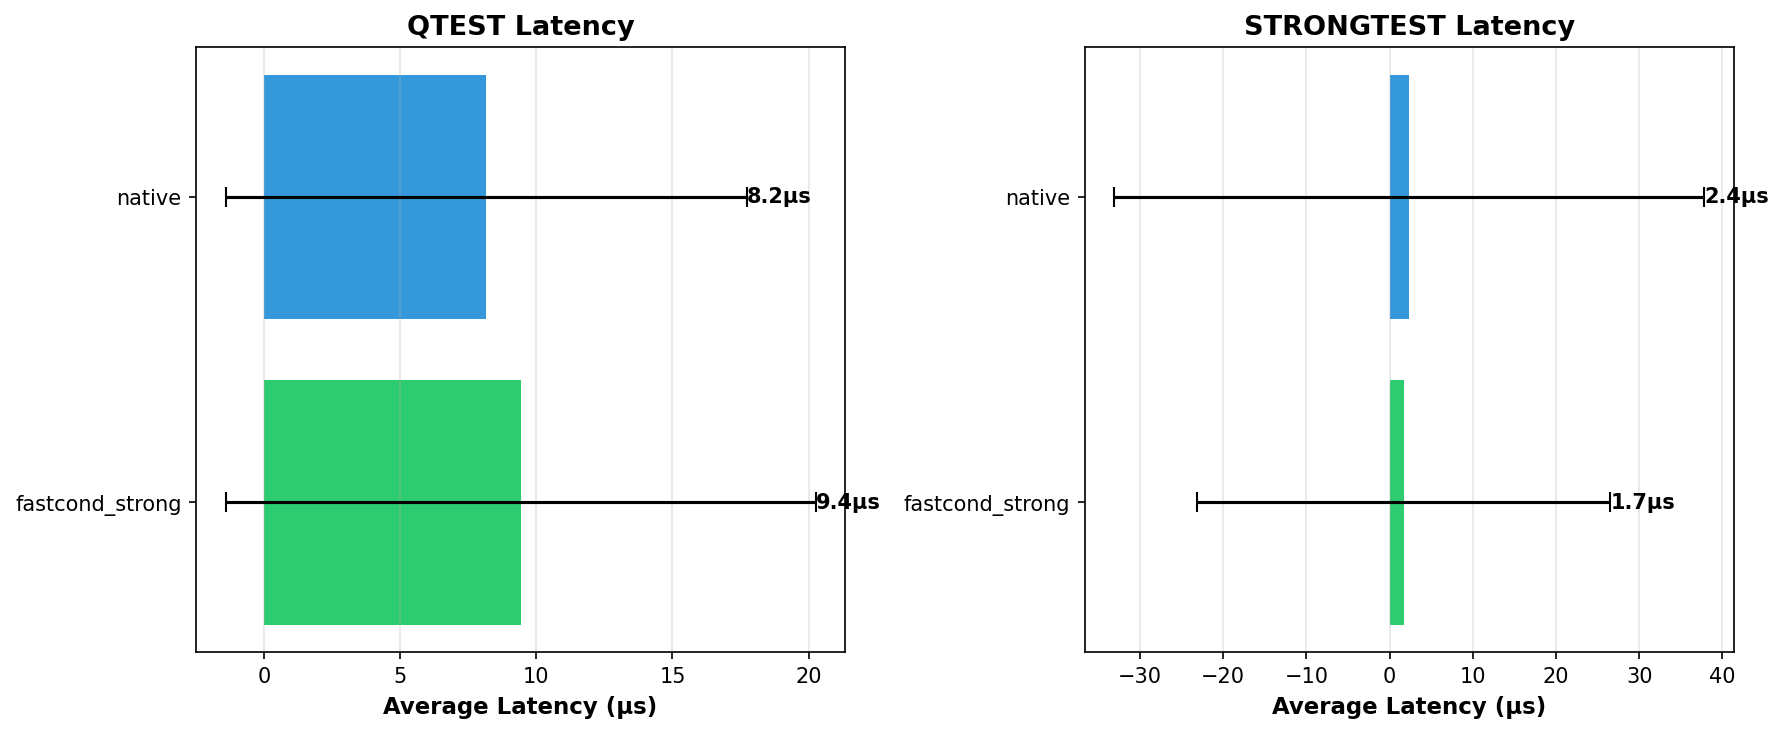 QTEST Latency
native
8.2µs
fastcond_strong
9.4µs
0 5 10 15 20
Average Latency (µs)
STRONGTEST Latency
native
2.4µs
fastcond_strong
1.7µs
−30 −20 −10 0 10 20 30 40
Average Latency (µs)